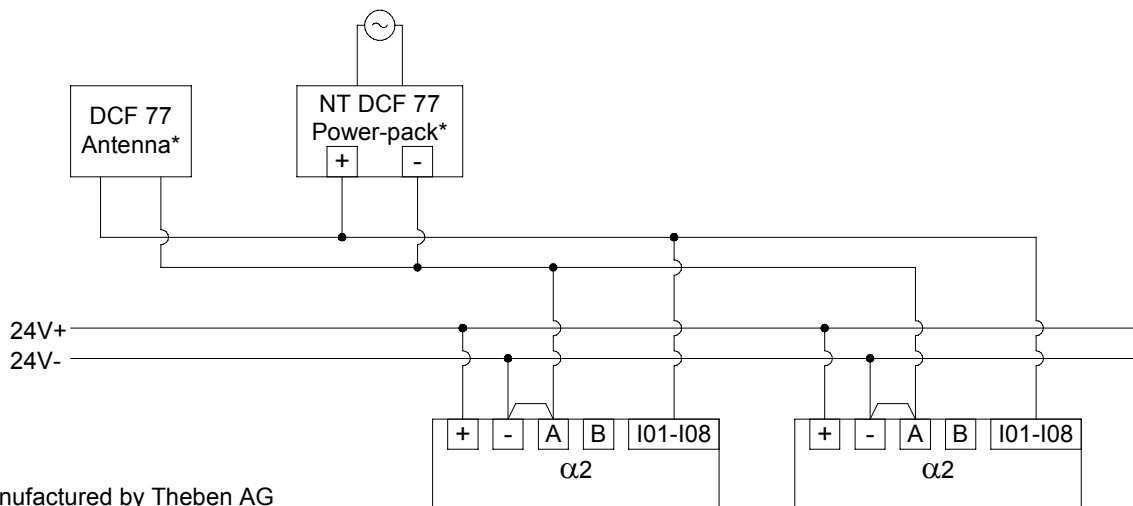 DCF 77
Antenna*
NT DCF 77
Power-pack*
+ -
24V+
24V-
+ - A B I01-I08
α2
+ - A B I01-I08
α2
nufactured by Theben AG